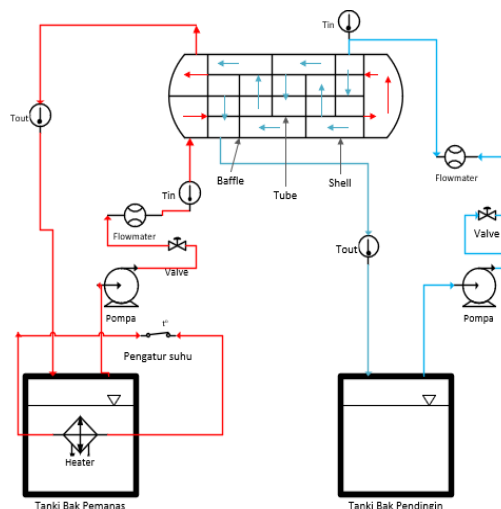 Tin
Tout
Flowmater
Baffle
Tube
Shell
Tin
Flowmater
Valve
Tout
Valve
Pompa
Pompa
t°
Pengatur suhu
Heater
Tanki Bak Pemanas
Tanki Bak Pendingin